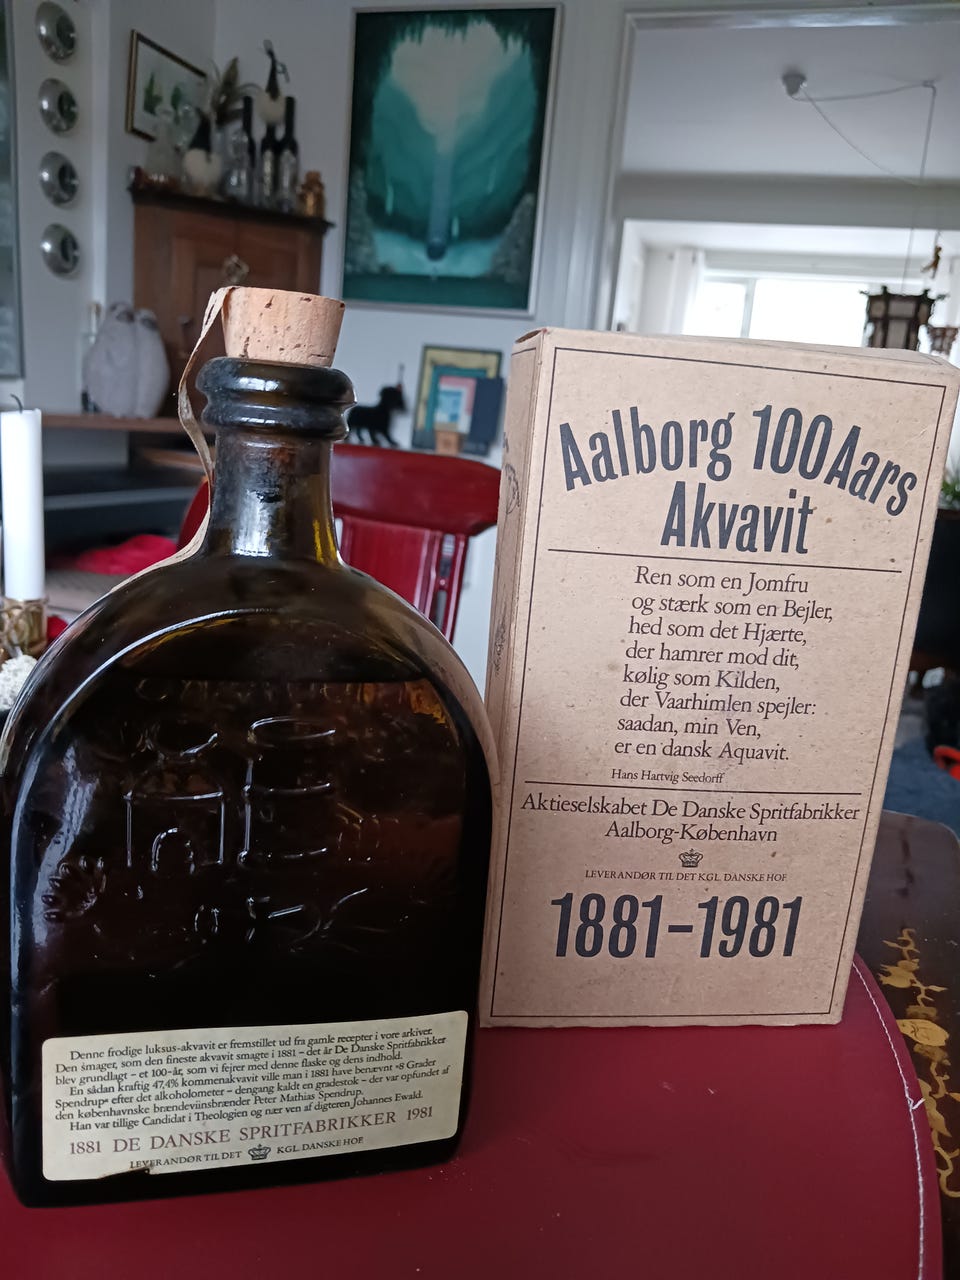 Aalborg 100 Aars
Akvavit
Ren som en Jomfru
og stærk som en Bejler,
hed som det Hjærte,
der hamrer mod dit,
kølig som Kilden,
der Vaarhimlen spejler:
saadan, min Ven,
er en dansk Aquavit.
Hans Hartvig Seedorff
Aktieselskabet De Danske Spritfabrikker
Aalborg-København
LEVERANDØR TIL DET KGL. DANSKE HOF.
1881-1981
Denne frodige luksus-akvavit er fremstillet ud fra gamle recepter i vore arkiver.
Den smager, som den fineste akvavit smagte i 1881 – det år De Danske Spritfabrikker
blev grundlagt – et 100-år, som vi fejrer med denne flaske og dens indhold.
En sådan kraftig 47,4% kommenakvavit ville man i 1881 have benævnt »8 Grader
Spendrup« efter det alkoholometer – dengang kaldt en gradestok – der var opfundet af
den københavnske brændeviinsbrænder Peter Mathias Spendrup.
Han var tillige Candidat i Theologien og nær ven af digteren Johannes Ewald.
1881 DE DANSKE SPRITFABRIKKER 1981
LEVERANDØR TIL DET KGL. DANSKE HOF.